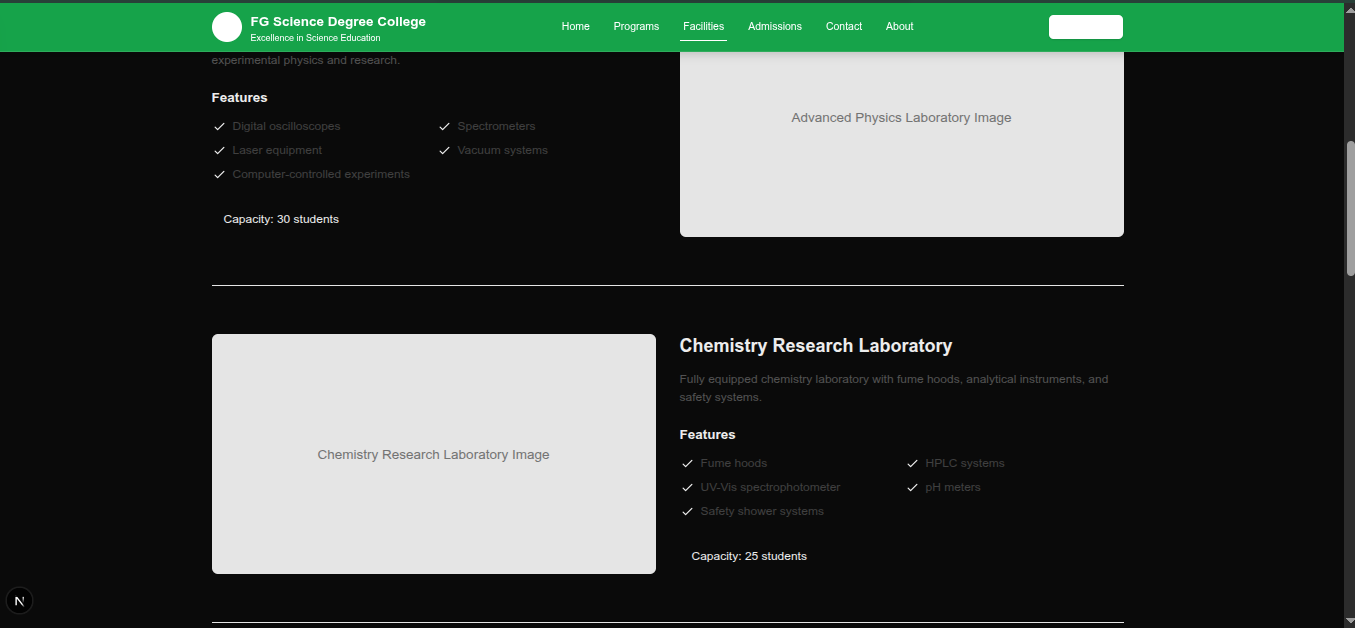 FG Science Degree College
Excellence in Science Education
Home Programs Facilities Admissions Contact About
experimental physics and research.
Features
Digital oscilloscopes
Spectrometers
Laser equipment
Vacuum systems
Computer-controlled experiments
Capacity: 30 students
Advanced Physics Laboratory Image
Chemistry Research Laboratory Image
Chemistry Research Laboratory
Fully equipped chemistry laboratory with fume hoods, analytical instruments, and
safety systems.
Features
Fume hoods
HPLC systems
UV-Vis spectrophotometer
pH meters
Safety shower systems
Capacity: 25 students
N